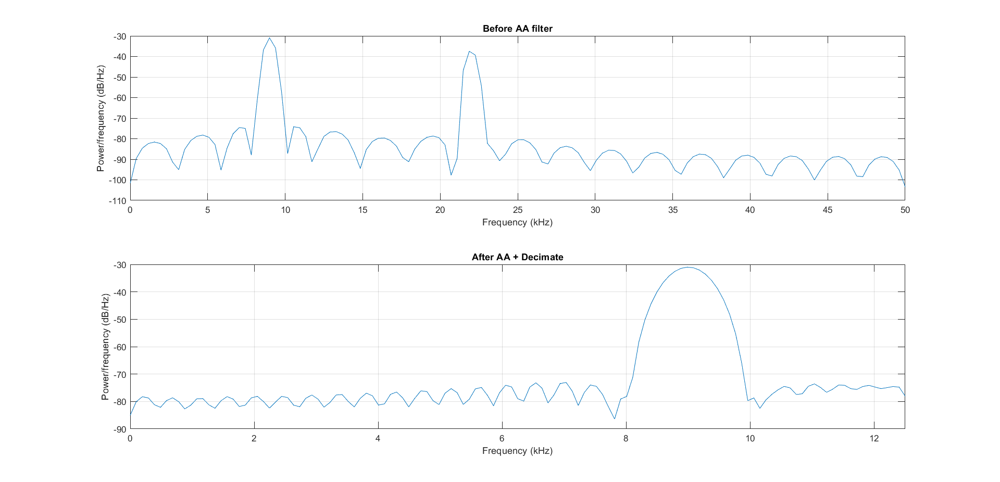 Before AA filter
-30
-40
-50
-60
-70
-80
-90
-100
-110
Power/frequency (dB/Hz)
0 5 10 15 20 25 30 35 40 45 50
Frequency (kHz)
After AA + Decimate
-30
-40
-50
-60
-70
-80
-90
Power/frequency (dB/Hz)
0 2 4 6 8 10 12
Frequency (kHz)